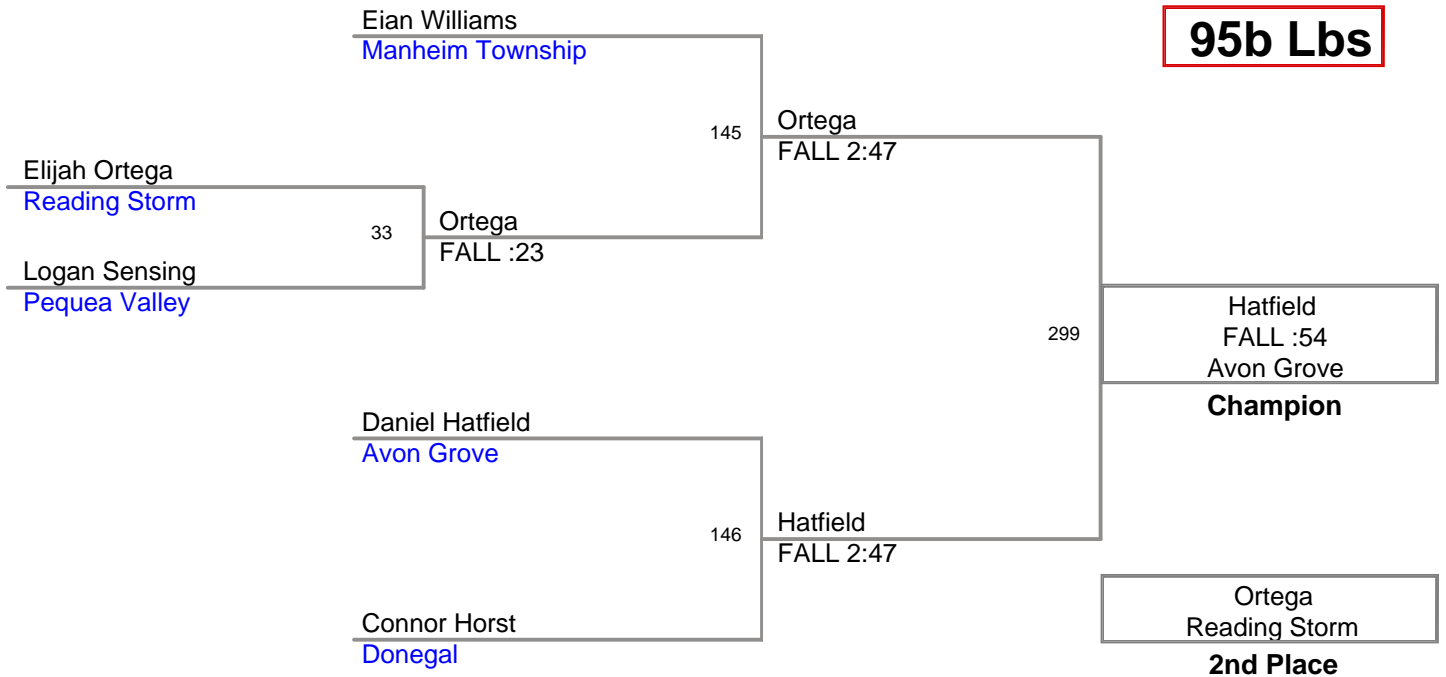 Eian Williams
Manheim Township
95b Lbs
145
Ortega
FALL 2:47
Elijah Ortega
Reading Storm
33
Ortega
FALL :23
Logan Sensing
Pequea Valley
299
Hatfield
FALL :54
Avon Grove
Champion
Daniel Hatfield
Avon Grove
146
Hatfield
FALL 2:47
Connor Horst
Donegal
Ortega
Reading Storm
2nd Place